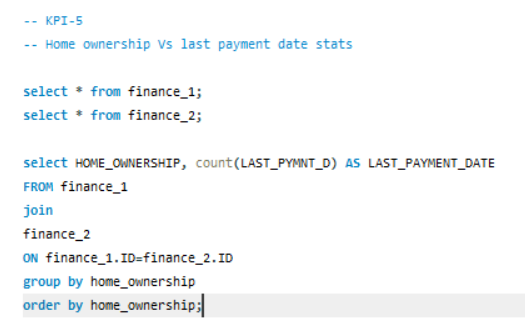 -- KPI-5
-- Home ownership Vs last payment date stats
select * from finance_1;
select * from finance_2;
select HOME_OWNERSHIP, count(LAST_PYMNT_D) AS LAST_PAYMENT_DATE
FROM finance_1
join
finance_2
ON finance_1.ID=finance_2.ID
group by home_ownership
order by home_ownership;